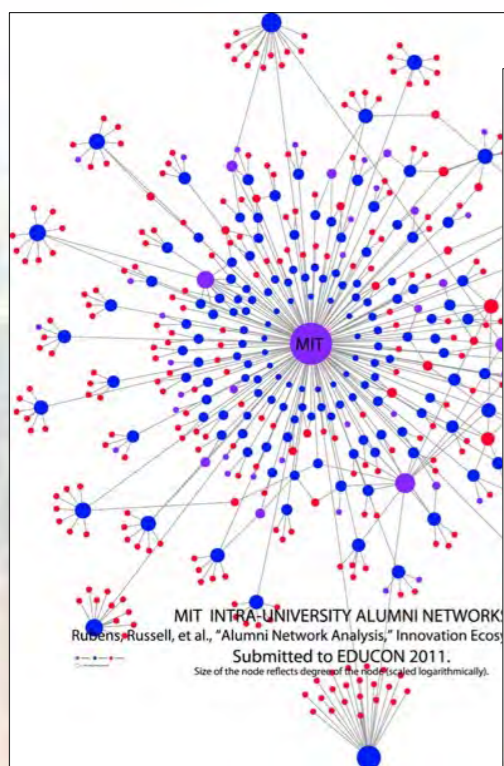 MIT
MIT INTRA-UNIVERSITY ALUMNI NETWORKS
Rubens, Russell, et al., "Alumni Network Analysis," Innovation Ecosy
Submitted to EDUCON 2011.
Size of the node reflects degree of the node (scaled logarithmically).